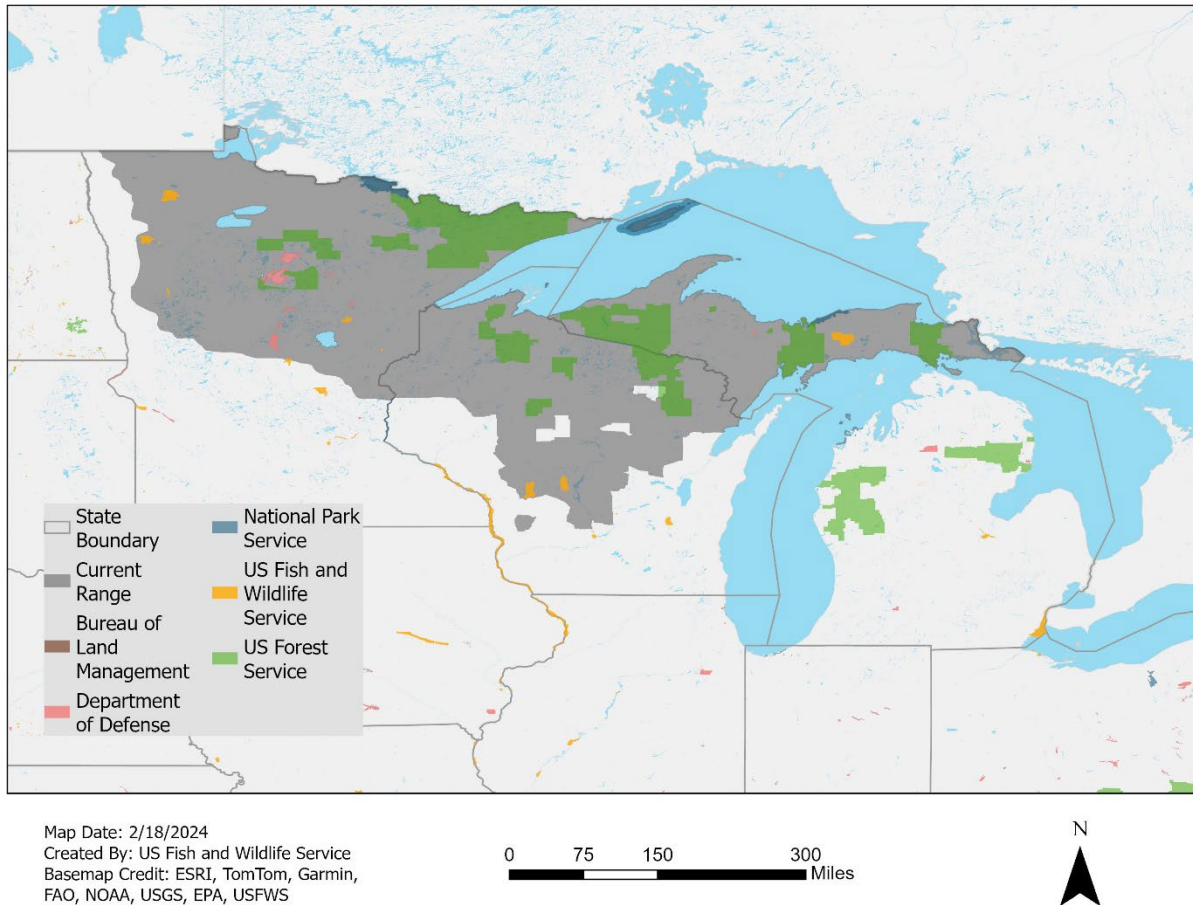 State
Boundary
Current
Range
Bureau of
Land
Management
Department
of Defense
National Park
Service
US Fish and
Wildlife
Service
US Forest
Service
Map Date: 2/18/2024
Created By: US Fish and Wildlife Service
Basemap Credit: ESRI, TomTom, Garmin,
FAO, NOAA, USGS, EPA, USFWS
0 75 150 300
Miles
N